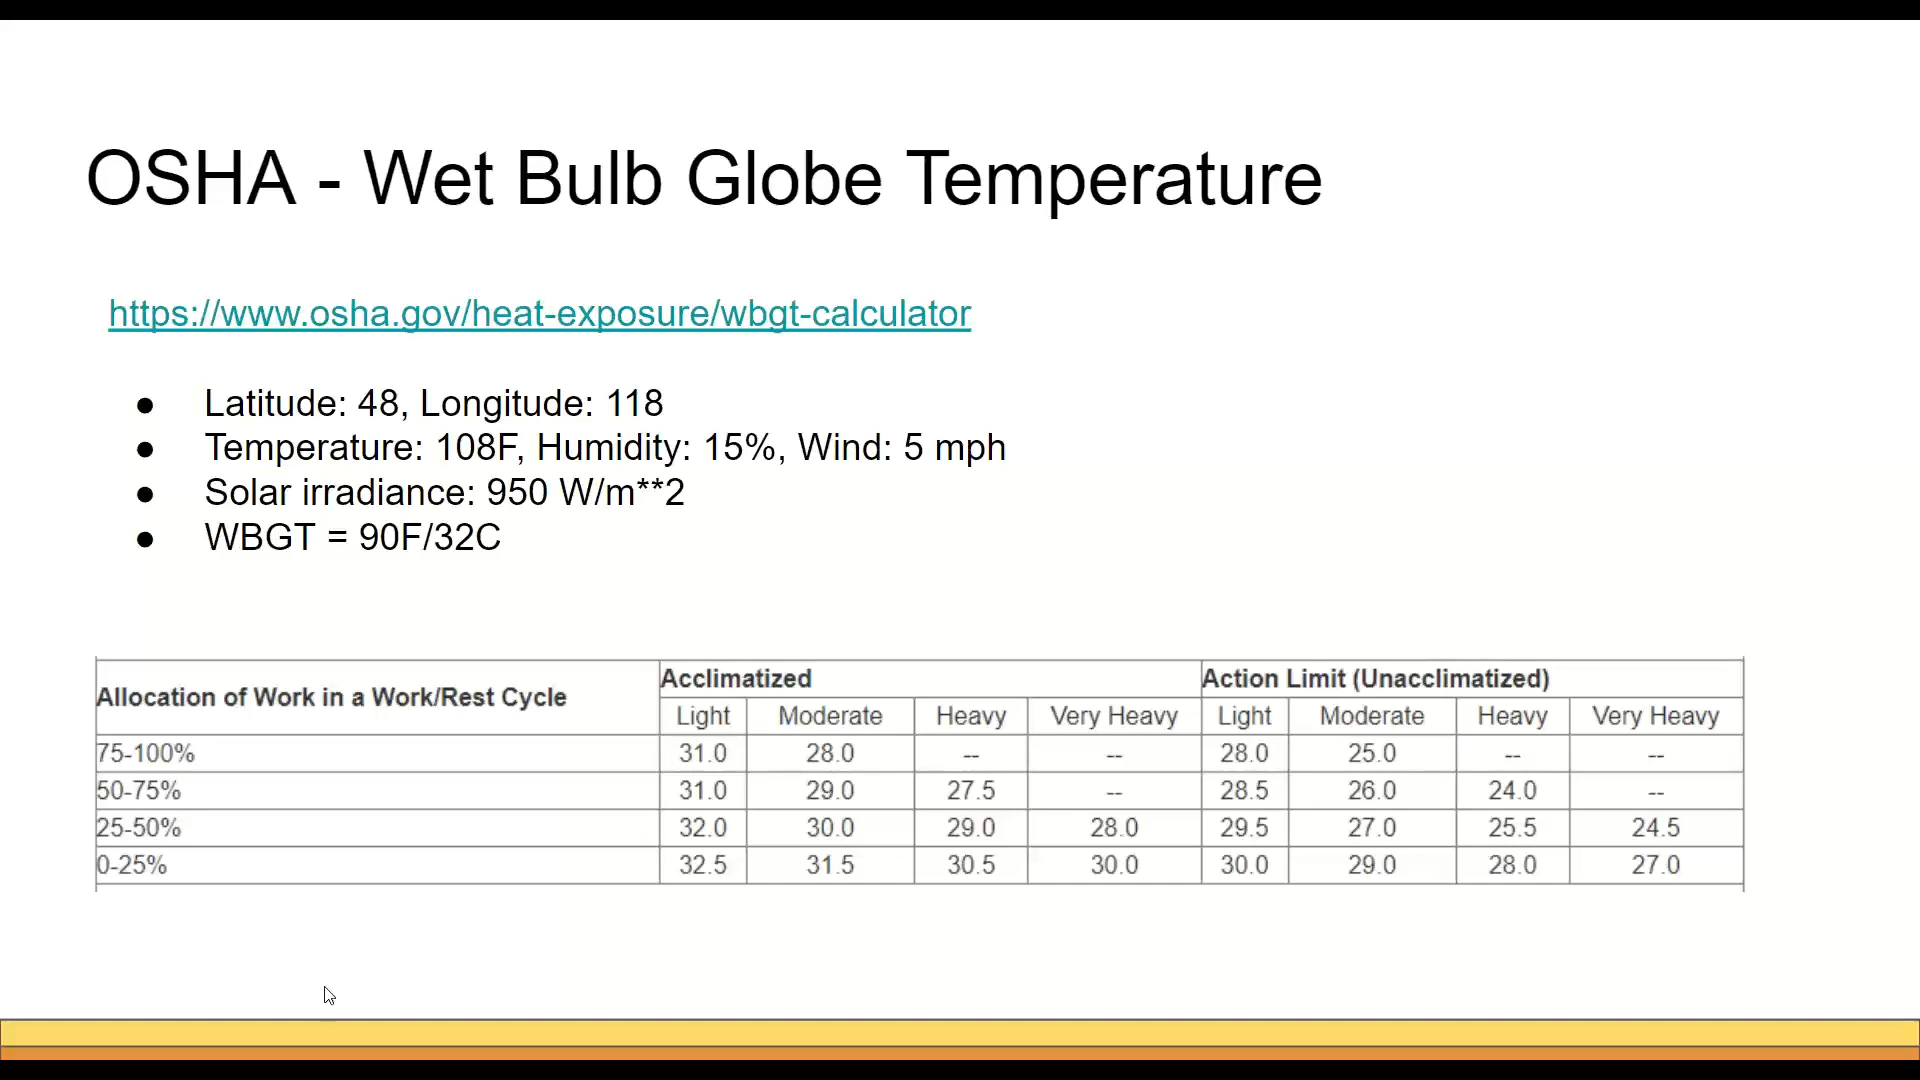 OSHA - Wet Bulb Globe Temperature
https://www.osha.gov/heat-exposure/wbgt-calculator
● Latitude: 48, Longitude: 118
● Temperature: 108F, Humidity: 15%, Wind: 5 mph
● Solar irradiance: 950 W/m**2
● WBGT = 90F/32C
Allocation of Work in a Work/Rest Cycle Acclimatized Action Limit (Unacclimatized)
Light Moderate Heavy Very Heavy Light Moderate Heavy Very Heavy
75-100% 31.0 28.0 -- -- 28.0 25.0 -- --
50-75% 31.0 29.0 27.5 -- 28.5 26.0 24.0 --
25-50% 32.0 30.0 29.0 28.0 29.5 27.0 25.5 24.5
0-25% 32.5 31.5 30.5 30.0 30.0 29.0 28.0 27.0